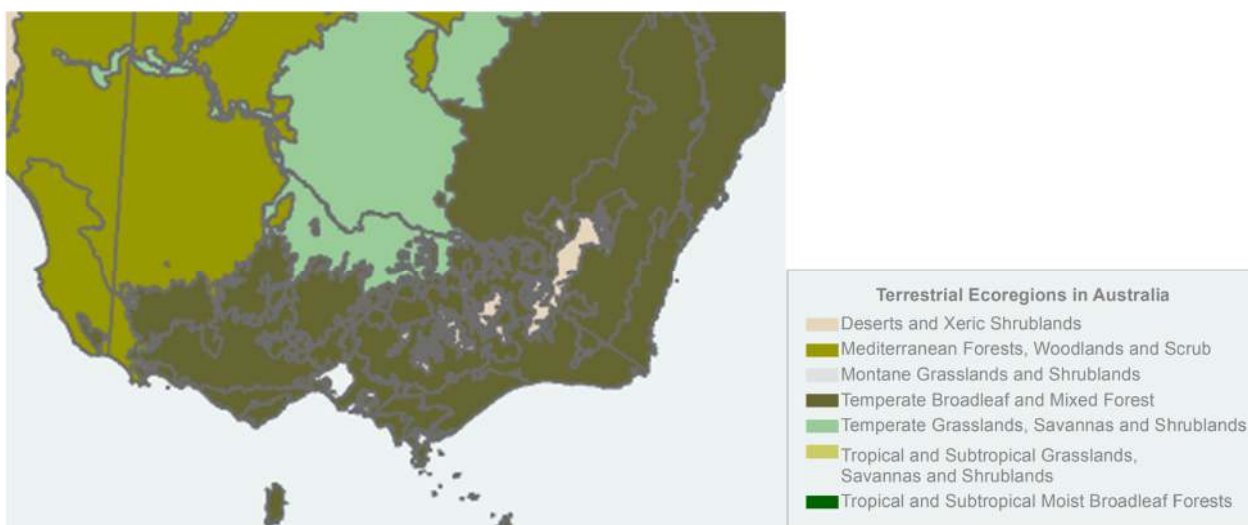 Terrestrial Ecoregions in Australia
Deserts and Xeric Shrublands
Mediterranean Forests, Woodlands and Scrub
Montane Grasslands and Shrublands
Temperate Broadleaf and Mixed Forest
Temperate Grasslands, Savannas and Shrublands
Tropical and Subtropical Grasslands,
Savannas and Shrublands
Tropical and Subtropical Moist Broadleaf Forests